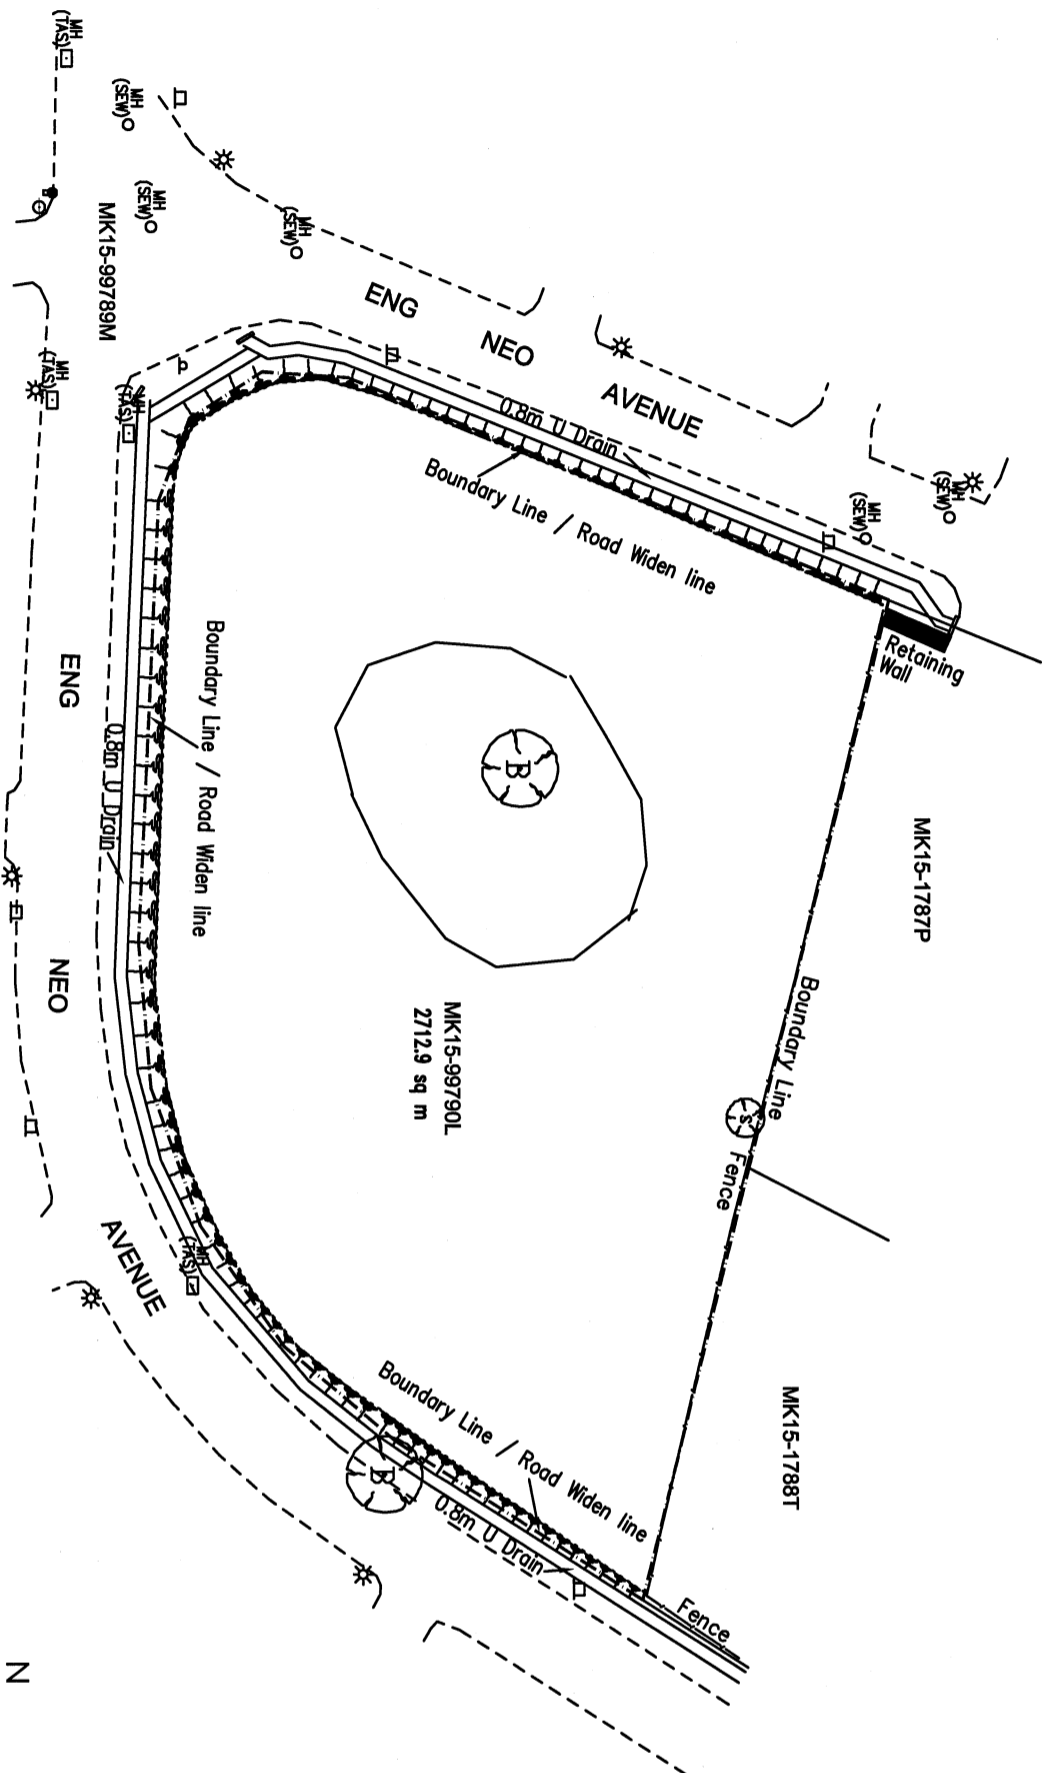 MH
(TAS)
MH
(SEW)
MH
(SEW)
MH
(SEW)
MK15-99789M
ENG
NEO
AVENUE
MH
(TAS)
MH
(TAS)
0.8m U Drain
Boundary Line / Road Widen line
MH
(SEW)
MH
(SEW)
Retaining
Wall
Boundary Line / Road Widen line
0.8m U Drain
ENG
NEO
AVENUE
B
MK15-1787P
MK15-99790L
2712.9 sq m
Boundary Line
S
Fence
MH
(TAS)
MK15-1788T
Boundary Line / Road Widen line
B
0.8m U Drain
Fence
N